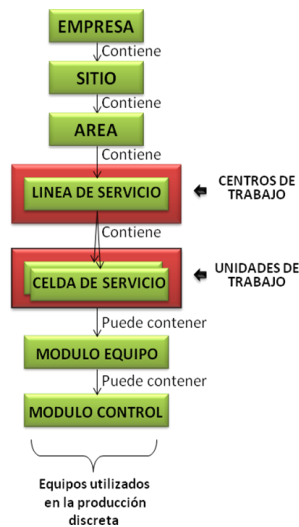 EMPRESA
Contiene
SITIO
Contiene
AREA
Contiene
LINEA DE SERVICIO
CENTROS DE
TRABAJO
Contiene
CELDA DE SERVICIO
UNIDADES DE
TRABAJO
Puede contener
MODULO EQUIPO
Puede contener
MODULO CONTROL
Equipos utilizados
en la producción
discreta